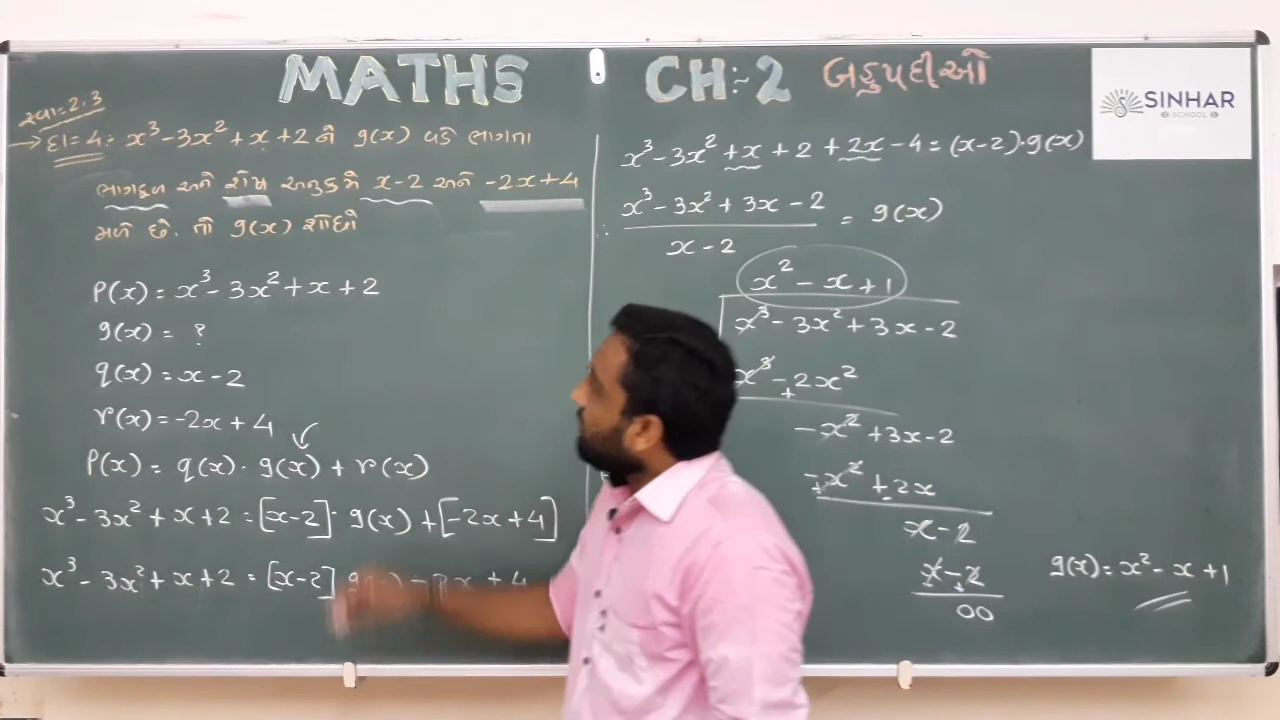 MATHS
સ્વા:2.3
→ દા=4 ÷ x³-3x²+x+2 ને g(x) વડે ભાગતા
ભાગફળ અને શેષ અનુક્રમે x-2 અને -2x+4
મળે છે. તો g(x) શોધો
P(x) = x³-3x²+x+2
g(x) = ?
q(x) = x-2
r(x) = -2x+4
P(x) = q(x)·g(x) + r(x)
x³-3x²+x+2 = [x-2]·g(x)+[-2x+4]
x³-3x²+x+2 = [x-2] g(x) -2x+4
CH:-2 બહુપદીઓ
SINHAR
SCHOOL
x³-3x²+x+2+2x-4=(x-2)·g(x)
∴ x³-3x²+3x-2 = g(x)
x-2
x²-x+1
x³-3x²+3x-2
x³-2x²
+
-x²+3x-2
-x²+2x
+ -
x-2
x-2
- +
00
g(x) = x²-x+1